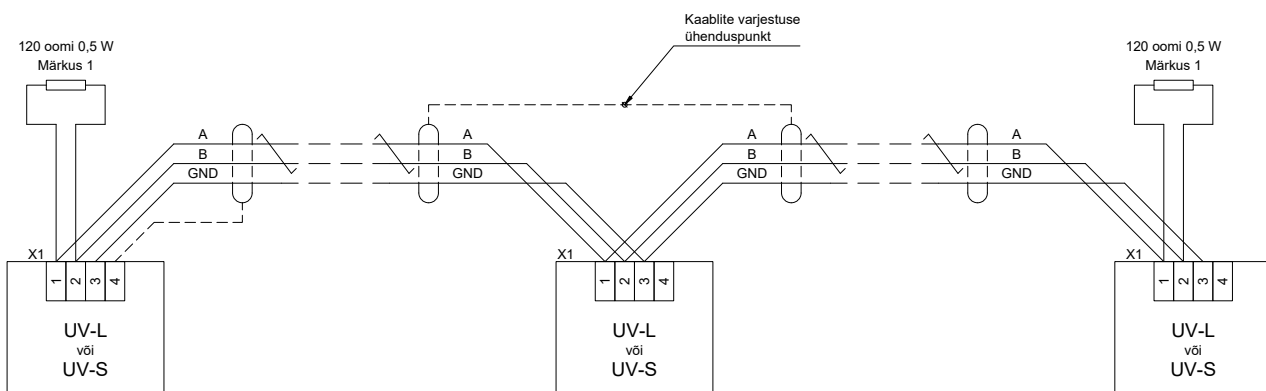 Kaablite varjestuse
ühenduspunkt
120 oomi 0,5 W
Märkus 1
120 oomi 0,5 W
Märkus 1
A
B
GND
A
B
GND
A
B
GND
A
B
GND
X1
1
2
3
4
UV-L
või
UV-S
X1
1
2
3
4
UV-L
või
UV-S
X1
1
2
3
4
UV-L
või
UV-S